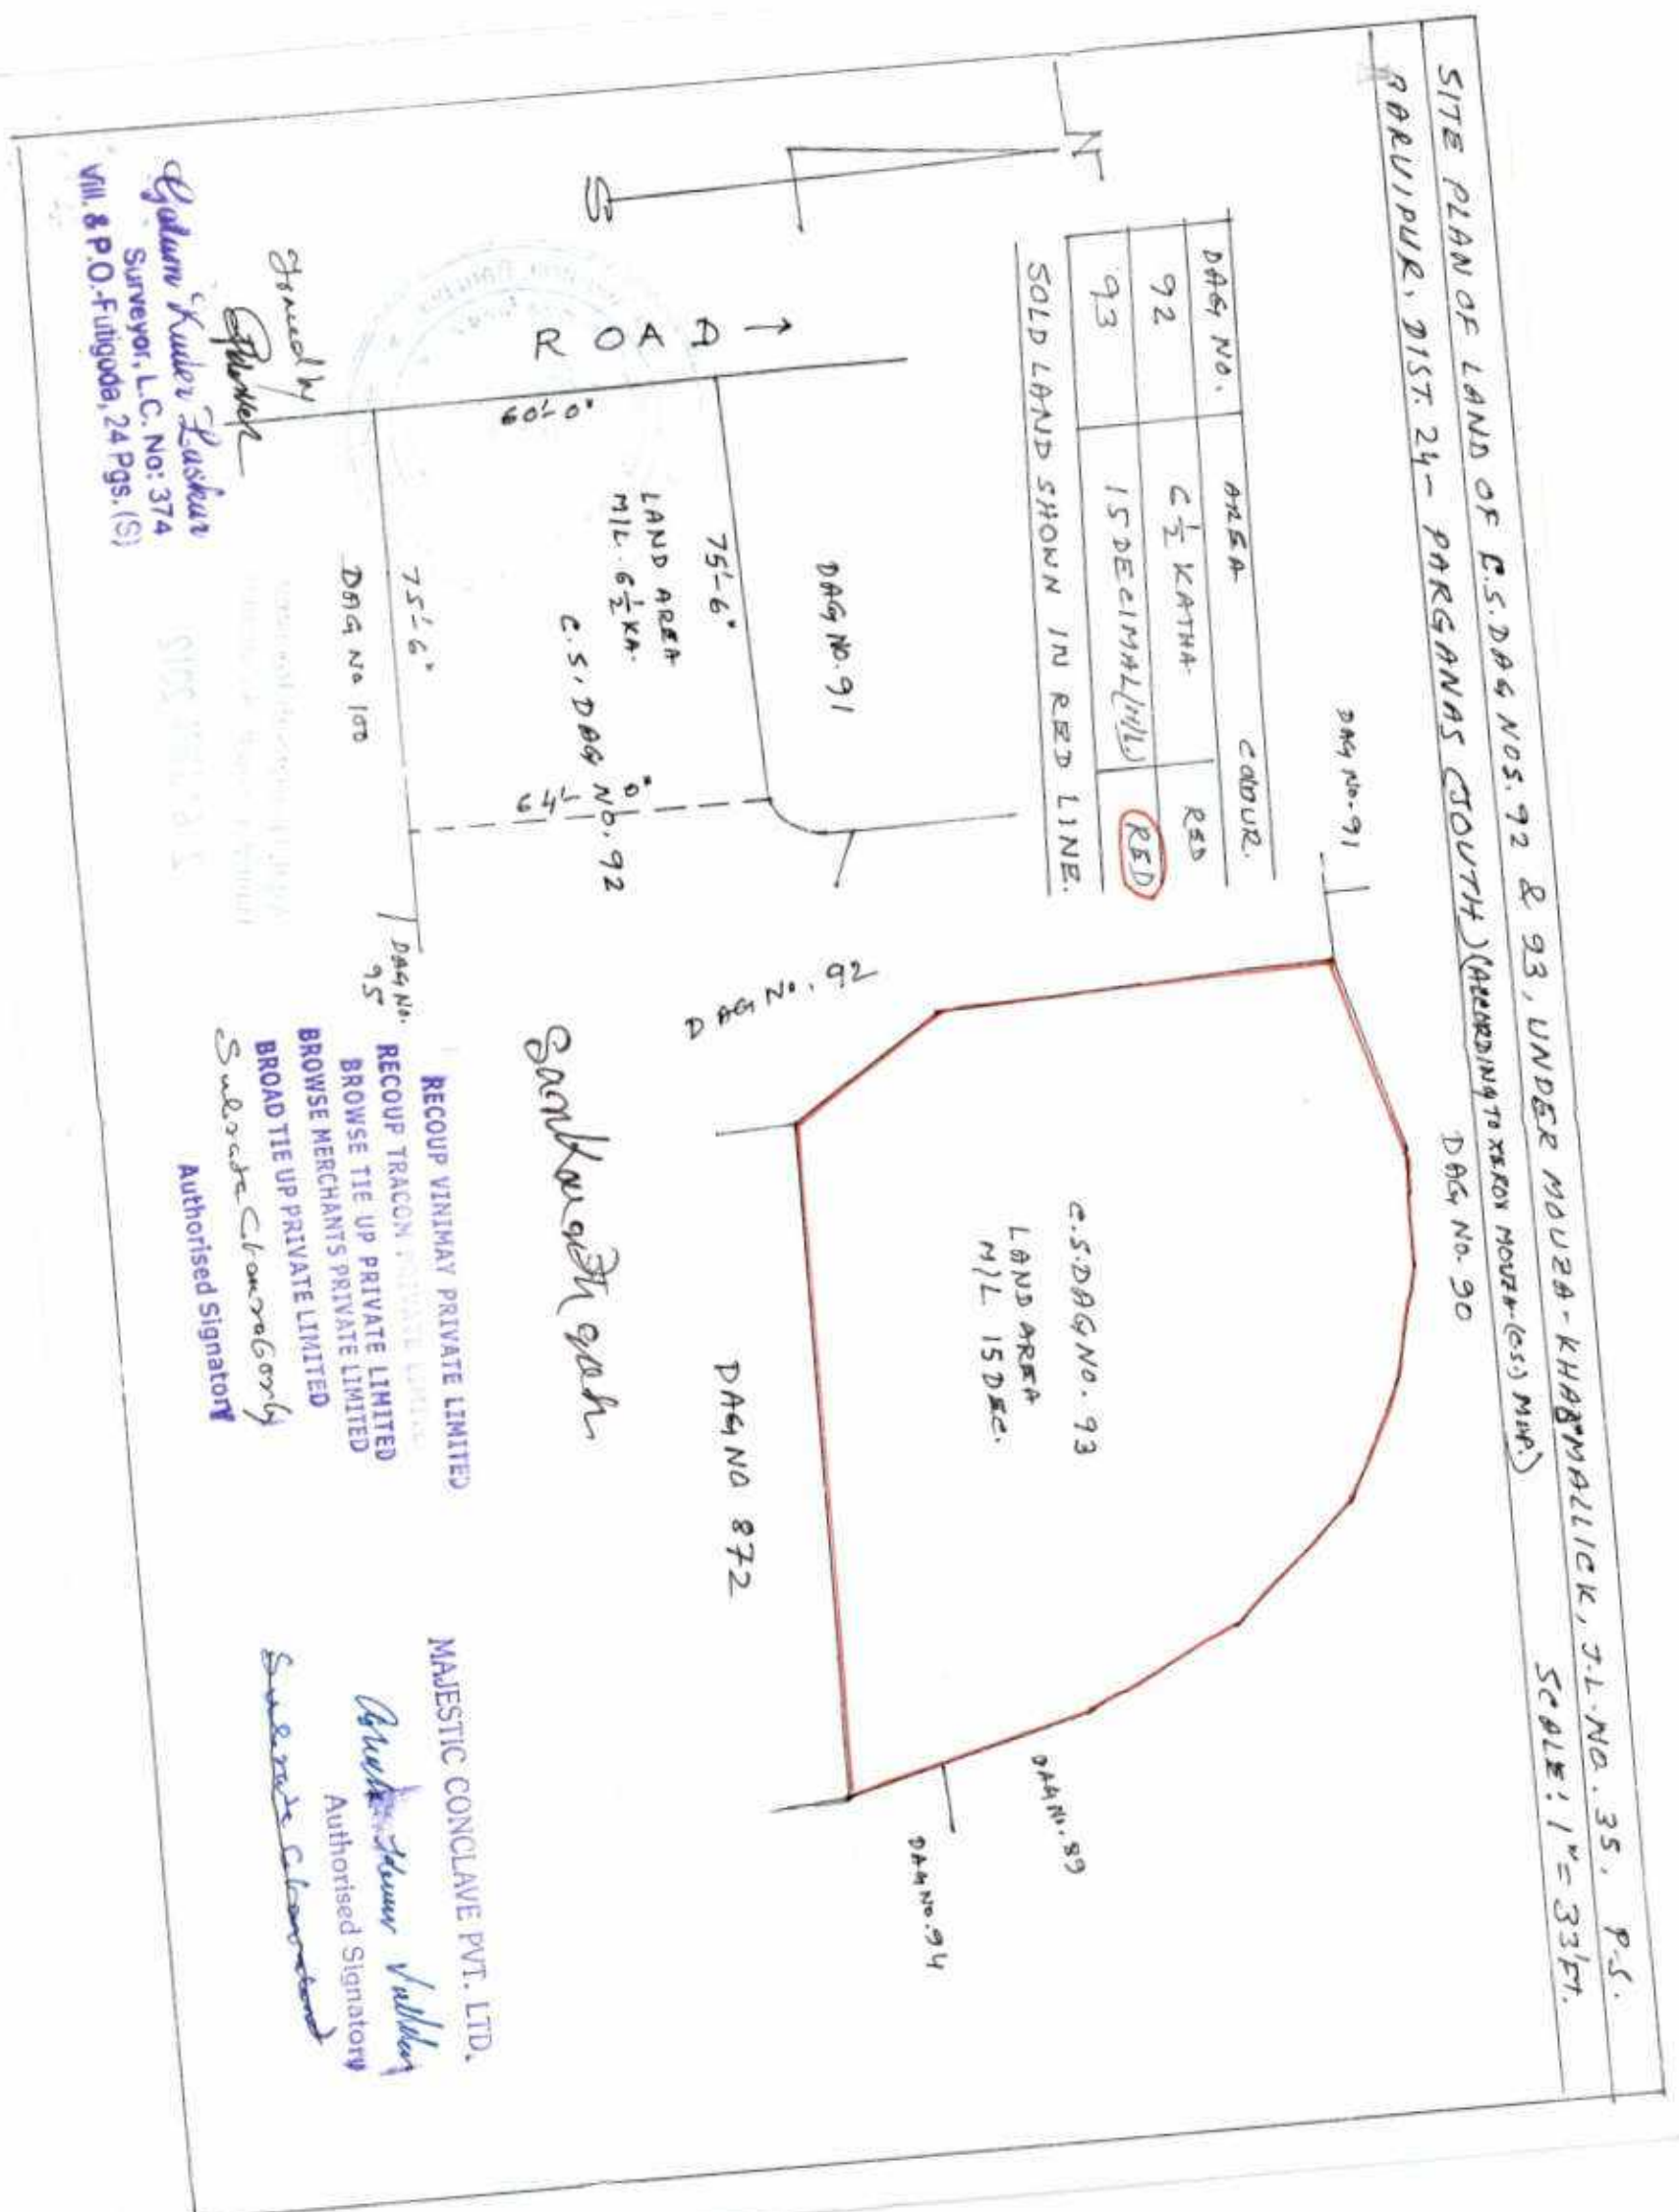 SITE PLAN OF LAND OF C.S. DAG NOS. 92 & 93, UNDER MOUZA-KHARMALLICK, J.L.NO. 35. P.S.
BARUIPUR, DIST. 24-PARGANAS (SOUTH) (ACCORDING TO XEROX MOUZA-(C.S.) MAP.)
SCALE: 1"= 33'FT.
DAG NO. 91
DAG NO. 90
DAG NO. AREA COLOUR.
92 6 1/2 KATHA RED
93 15 DECIMAL(M/L) RED
SOLD LAND SHOWN IN RED LINE.
N
S
DAG NO. 91
ROAD →
75'-6"
60'-0"
LAND AREA
M/L. 6 1/2 KA.
C.S. DAG NO. 92
64'-0"
75'-6"
DAG NO 100
DAG NO.
95
DAG NO. 92
C.S.DAG NO. 93
LAND AREA
M/L 15 DEC.
DAG NO. 89
DAG NO. 94
DAG NO 872
Surveyor, L.C. No: 374
Vill. & P.O.-Futigoda, 24 Pgs. (S)
RECOUP VINIMAY PRIVATE LIMITED
RECOUP TRACON PRIVATE LIMITED
BROWSE TIE UP PRIVATE LIMITED
BROWSE MERCHANTS PRIVATE LIMITED
BROAD TIE UP PRIVATE LIMITED
Authorised Signatory
MAJESTIC CONCLAVE PVT. LTD.
Authorised Signatory